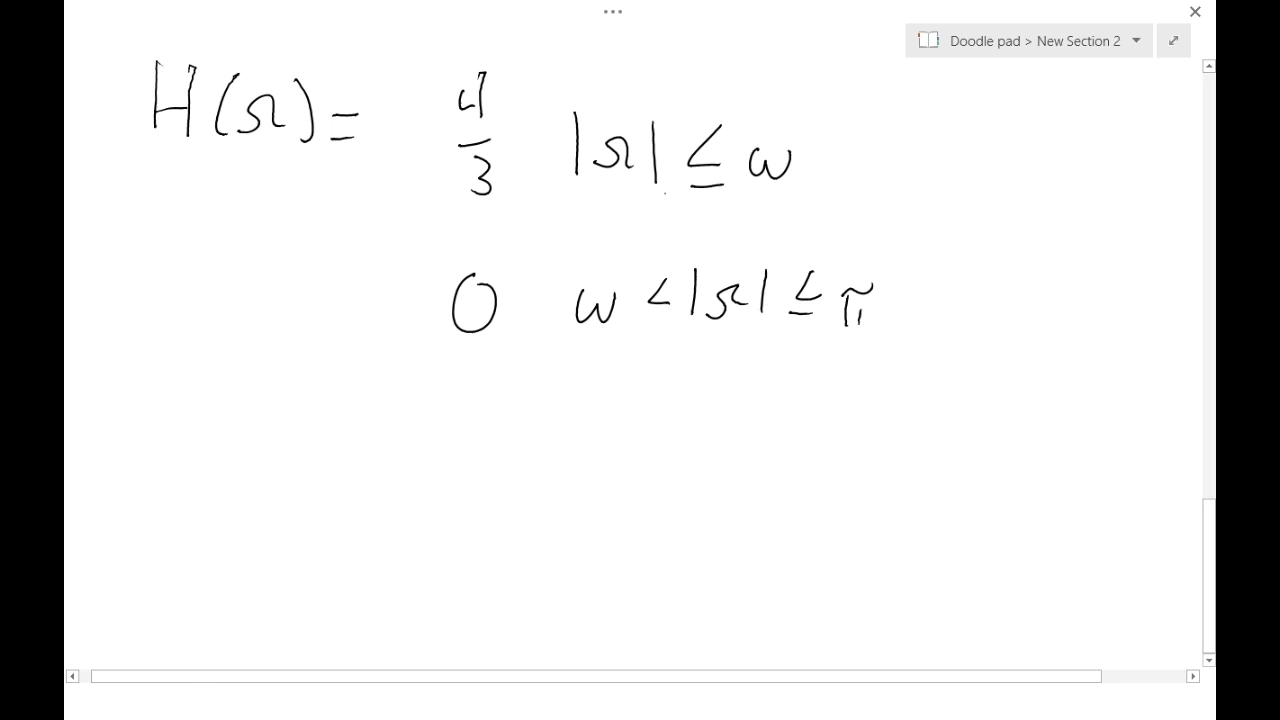 Doodle pad > New Section 2
H(Ω) = 4/3 |Ω| ≤ ω
0 ω < |Ω| ≤ π